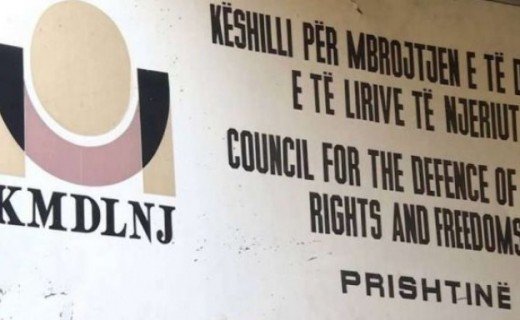 KMDLNJ
KËSHILLI PËR MBROJTJEN E TË
E TË LIRIVE TË NJERIUT
COUNCIL FOR THE DEFENCE OF
RIGHTS AND FREEDOMS
PRISHTINË